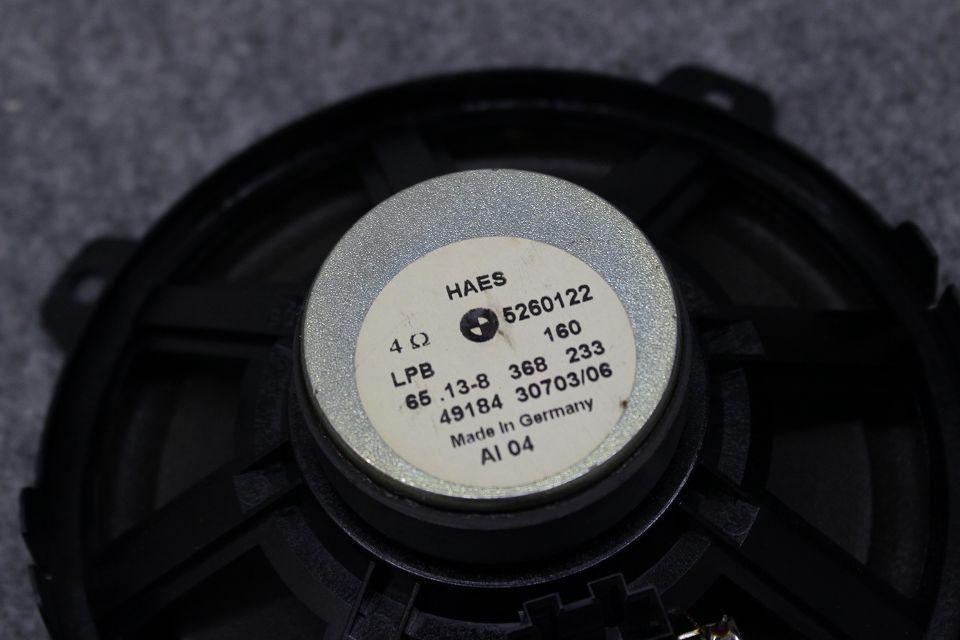 HAES
5260122
4 Ω 160
LPB
65 .13-8 368 233
49184 30703/06
Made In Germany
AI 04